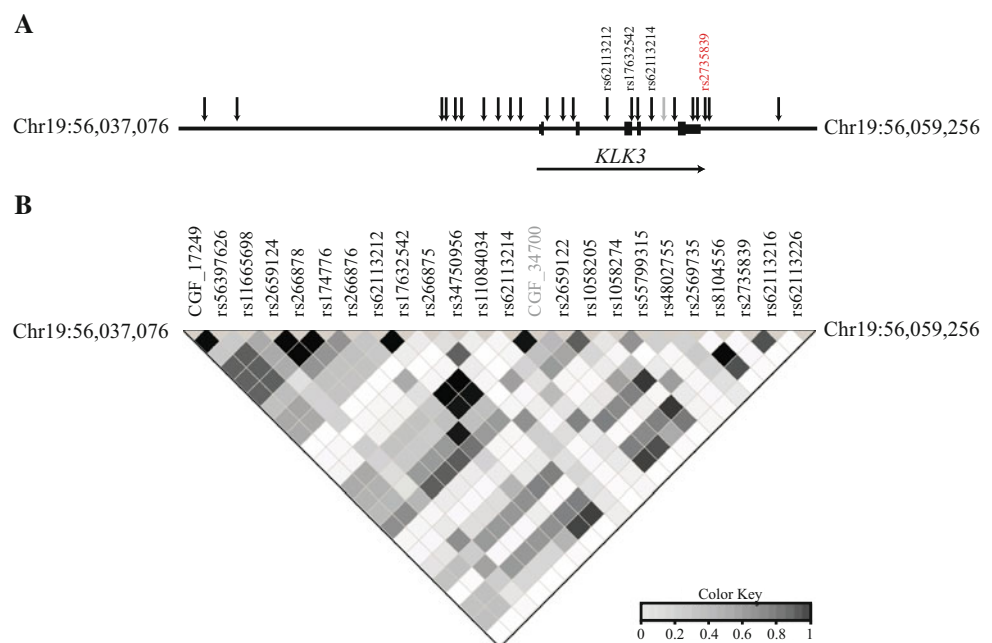 A
rs62113212
rs17632542
rs62113214
rs2735839
Chr19:56,037,076
Chr19:56,059,256
KLK3
B
CGF_17249
rs56397626
rs11665698
rs2659124
rs266878
rs174776
rs266876
rs62113212
rs17632542
rs266875
rs34750956
rs11084034
rs62113214
CGF_34700
rs2659122
rs1058205
rs1058274
rs55799315
rs4802755
rs2569735
rs8104556
rs2735839
rs62113216
rs62113226
Chr19:56,037,076
Chr19:56,059,256
Color Key
0 0.2 0.4 0.6 0.8 1